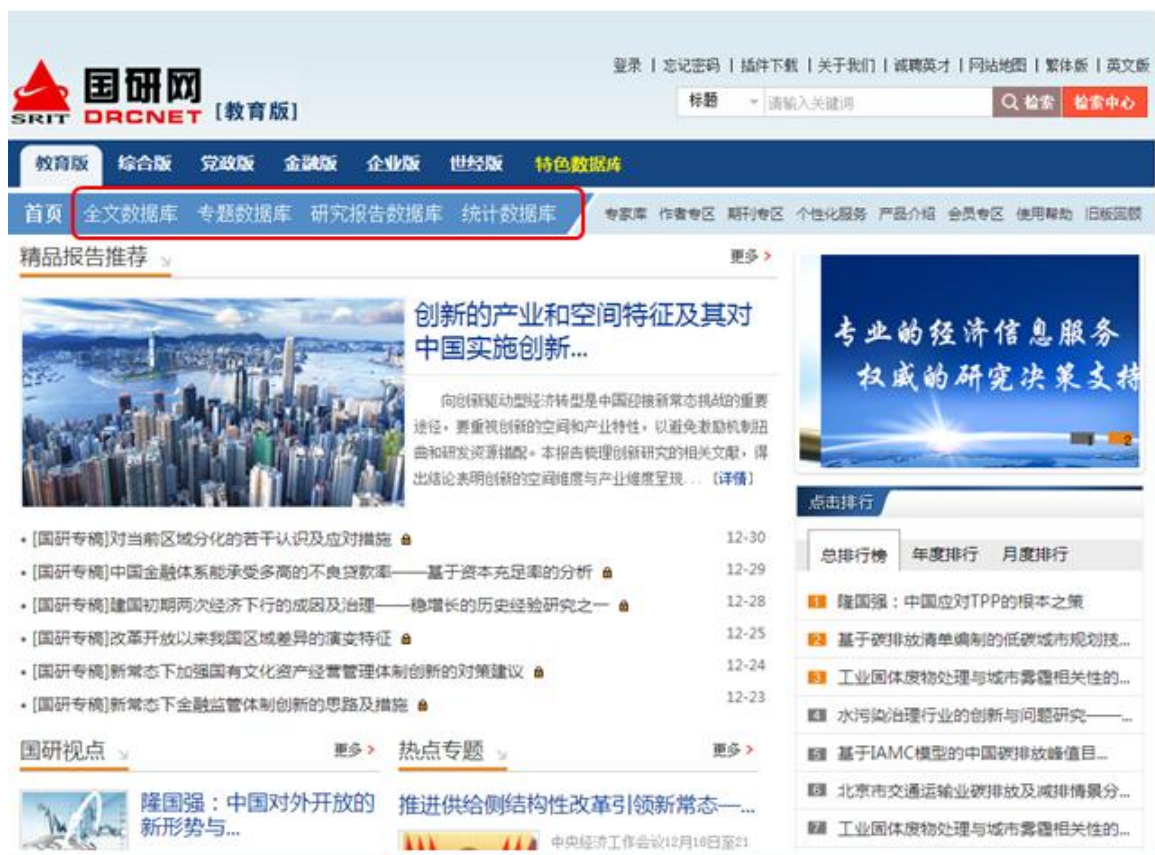 登录 | 忘记密码 | 插件下载 | 关于我们 | 诚聘英才 | 网站地图 | 繁体版 | 英文版
SRIT 国研网 DRCNET [教育版]
标题 请输入关键词 检索 检索中心
教育版 综合版 党政版 金融版 企业版 世经版 特色数据库
首页 全文数据库 专题数据库 研究报告数据库 统计数据库 专家库 作者专区 期刊专区 个性化服务 产品介绍 会员专区 使用帮助 旧版回顾
精品报告推荐 更多 >
创新的产业和空间特征及其对
中国实施创新...
向创新驱动型经济转型是中国迎接新常态挑战的重要
途径，要重视创新的空间和产业特性，以避免激励机制扭
曲和研发资源错配。本报告梳理创新研究的相关文献，得
出结论表明创新的空间维度与产业维度呈现... [详情]
• [国研专稿]对当前区域分化的若干认识及应对措施 12-30
• [国研专稿]中国金融体系能承受多高的不良贷款率——基于资本充足率的分析 12-29
• [国研专稿]建国初期两次经济下行的成因及治理——稳增长的历史经验研究之一 12-28
• [国研专稿]改革开放以来我国区域差异的演变特征 12-25
• [国研专稿]新常态下加强国有文化资产经营管理体制创新的对策建议 12-24
• [国研专稿]新常态下金融监管体制创新的思路及措施 12-23
国研视点 更多 >
隆国强：中国对外开放的
新形势与...
热点专题 更多 >
推进供给侧结构性改革引领新常态—...
中央经济工作会议12月18日至21
专业的经济信息服务
权威的研究决策支持
1 2
点击排行
总排行榜 年度排行 月度排行
1 隆国强：中国应对TPP的根本之策
2 基于碳排放清单编制的低碳城市规划技...
3 工业固体废物处理与城市雾霾相关性的...
4 水污染治理行业的创新与问题研究——...
5 基于IAMC模型的中国碳排放峰值目...
6 北京市交通运输业碳排放及减排情景分...
7 工业固体废物处理与城市雾霾相关性的...